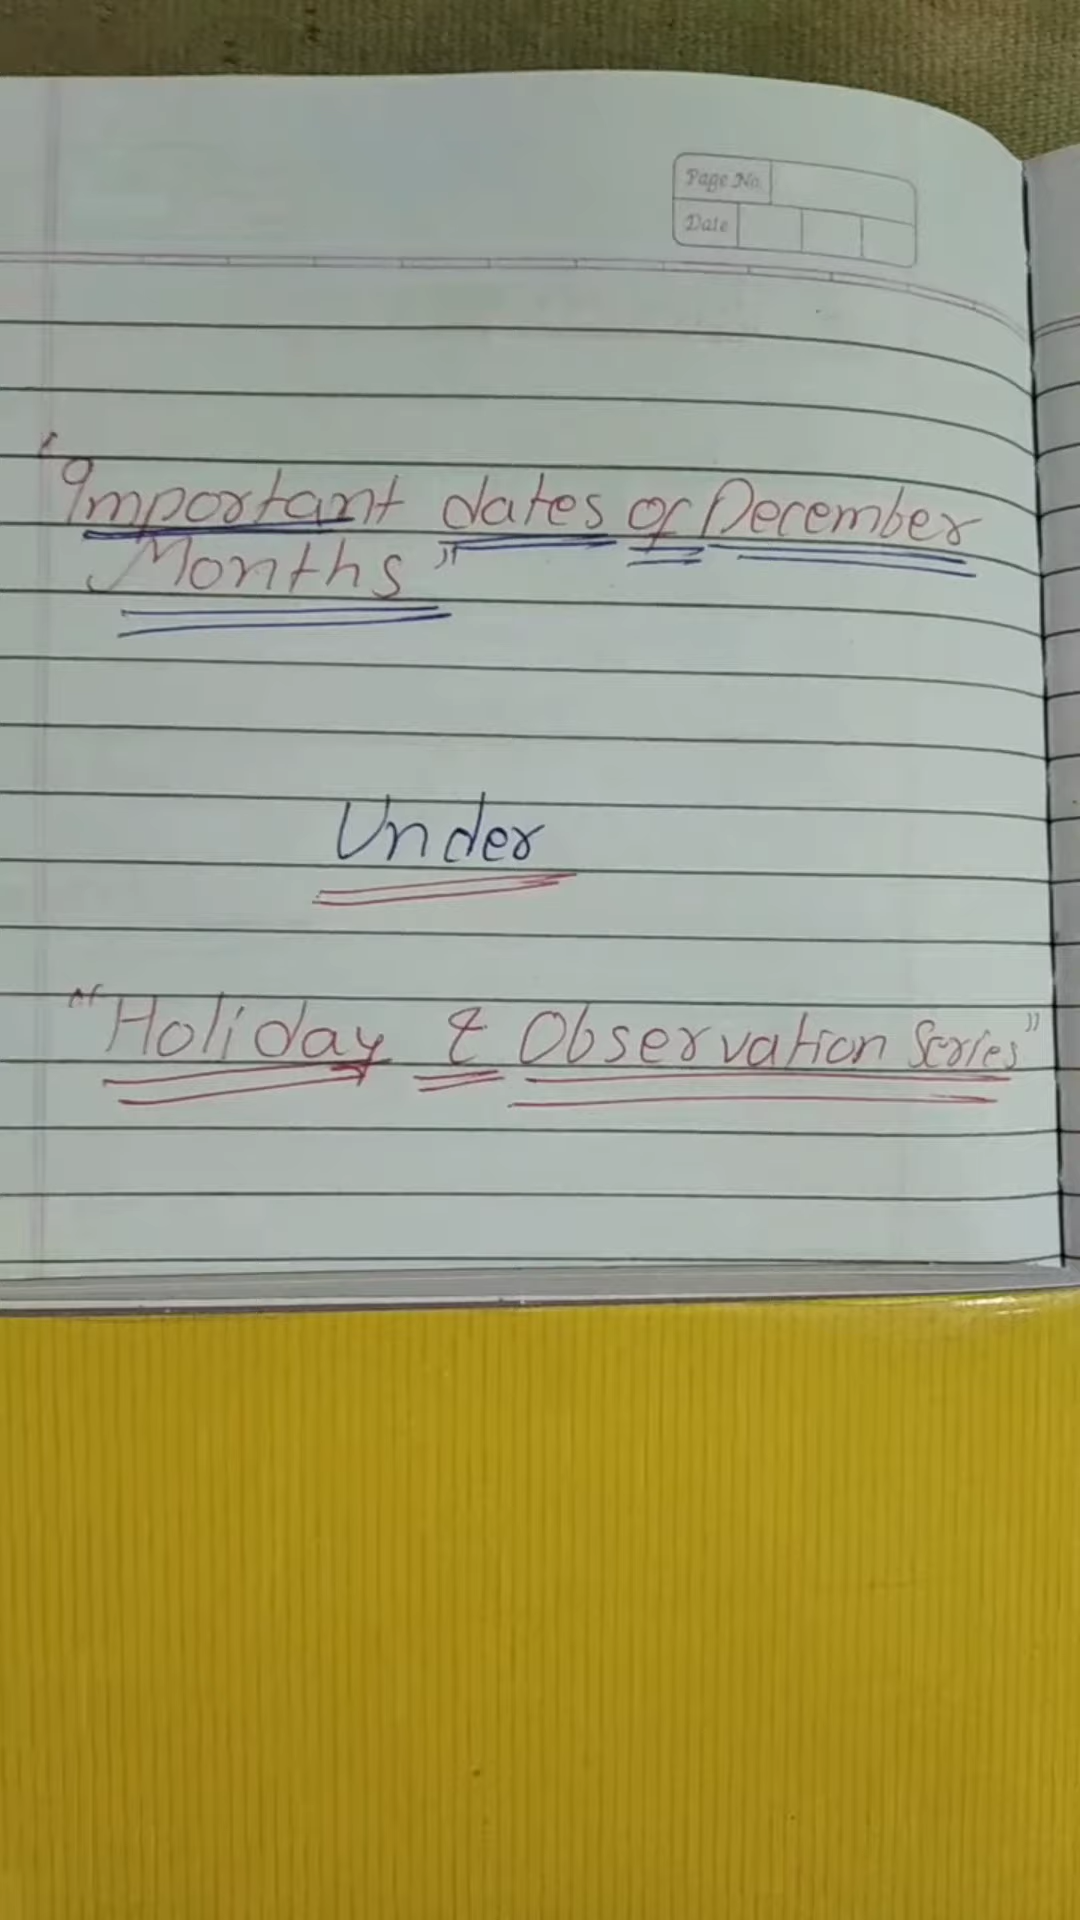 Page No.
Date
"Important dates of December
Months"
Under
"Holiday & Observation Series"